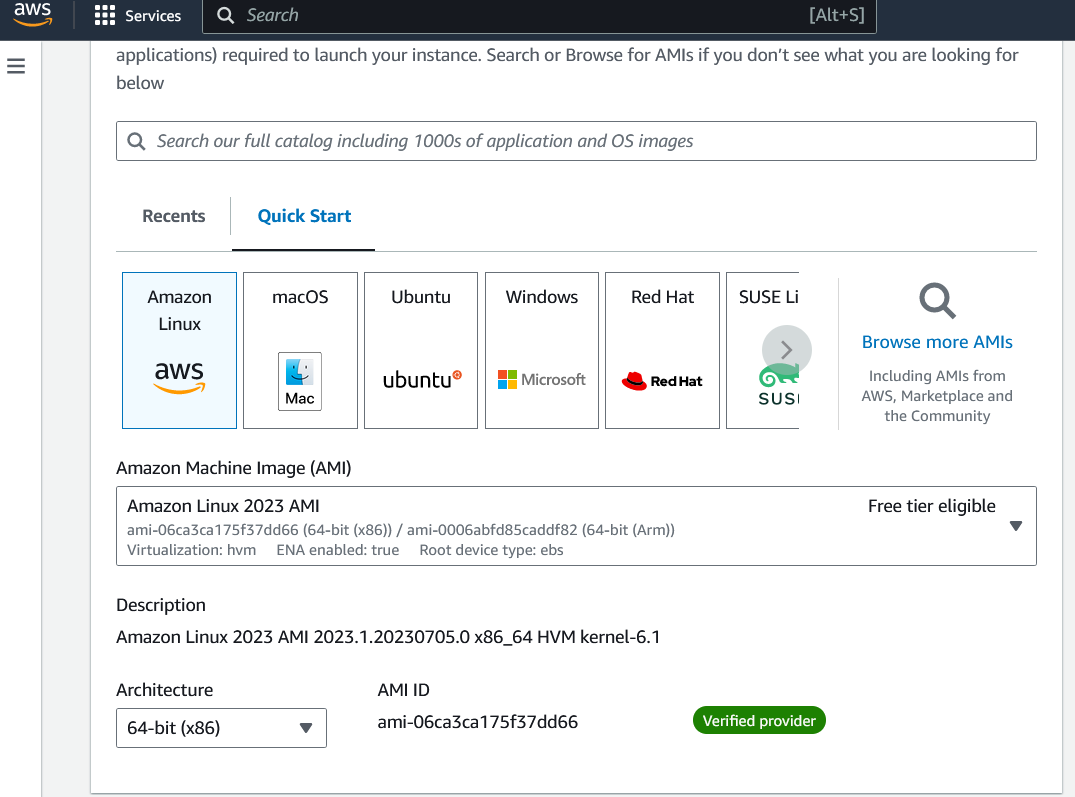 aws
Services
Search
[Alt+S]
applications) required to launch your instance. Search or Browse for AMIs if you don’t see what you are looking for
below
Search our full catalog including 1000s of application and OS images
Recents
Quick Start
Amazon
Linux
aws
macOS
Mac
Ubuntu
ubuntu
Windows
Microsoft
Red Hat
Red Hat
SUSE Li
SUS
Browse more AMIs
Including AMIs from
AWS, Marketplace and
the Community
Amazon Machine Image (AMI)
Amazon Linux 2023 AMI
Free tier eligible
ami-06ca3ca175f37dd66 (64-bit (x86)) / ami-0006abfd85caddf82 (64-bit (Arm))
Virtualization: hvm ENA enabled: true Root device type: ebs
Description
Amazon Linux 2023 AMI 2023.1.20230705.0 x86_64 HVM kernel-6.1
Architecture
64-bit (x86)
AMI ID
ami-06ca3ca175f37dd66
Verified provider